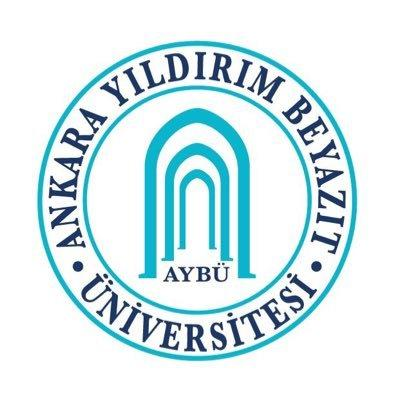 ANKARA YILDIRIM BEYAZIT
• ÜNİVERSİTESİ •
AYBÜ